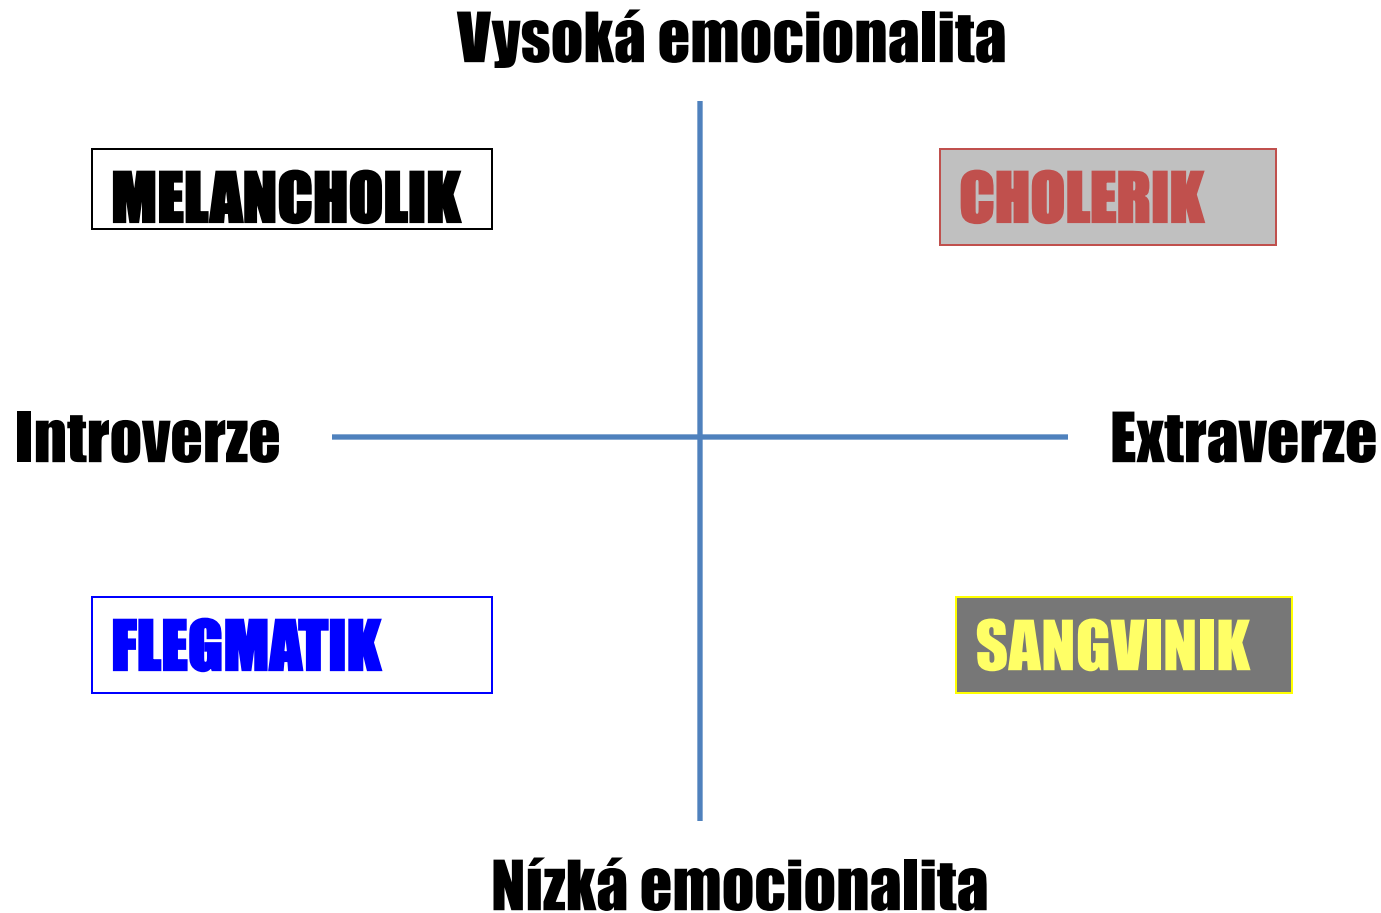 Vysoká emocionalita
MELANCHOLIK
CHOLERIK
Introverze
Extraverze
FLEGMATIK
SANGVINIK
Nízká emocionalita